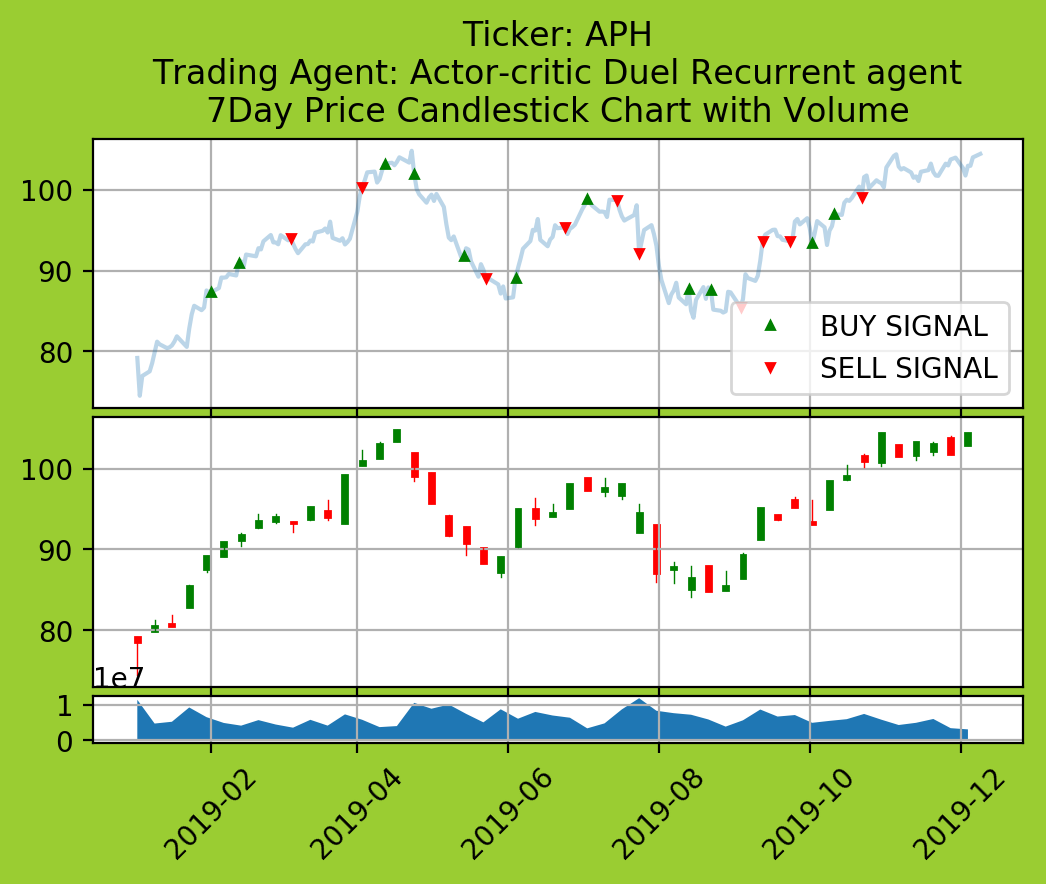 Ticker: APH
Trading Agent: Actor-critic Duel Recurrent agent
7Day Price Candlestick Chart with Volume
100
90
80
BUY SIGNAL
SELL SIGNAL
100
90
80
1e7
1
0
2019-02
2019-04
2019-06
2019-08
2019-10
2019-12